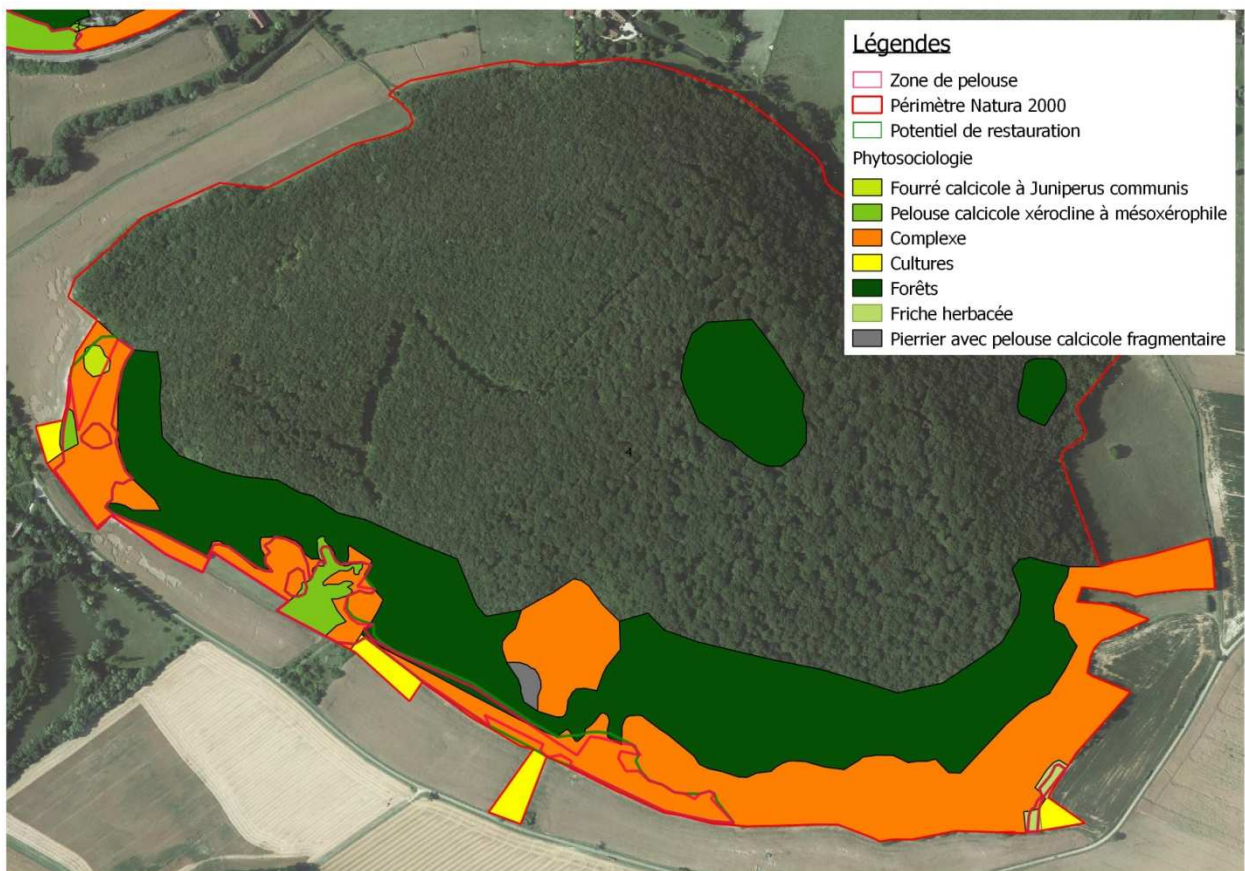 Légendes
Zone de pelouse
Périmètre Natura 2000
Potentiel de restauration
Phytosociologie
Fourré calcicole à Juniperus communis
Pelouse calcicole xérocline à mésoxérophile
Complexe
Cultures
Forêts
Friche herbacée
Pierrier avec pelouse calcicole fragmentaire
4